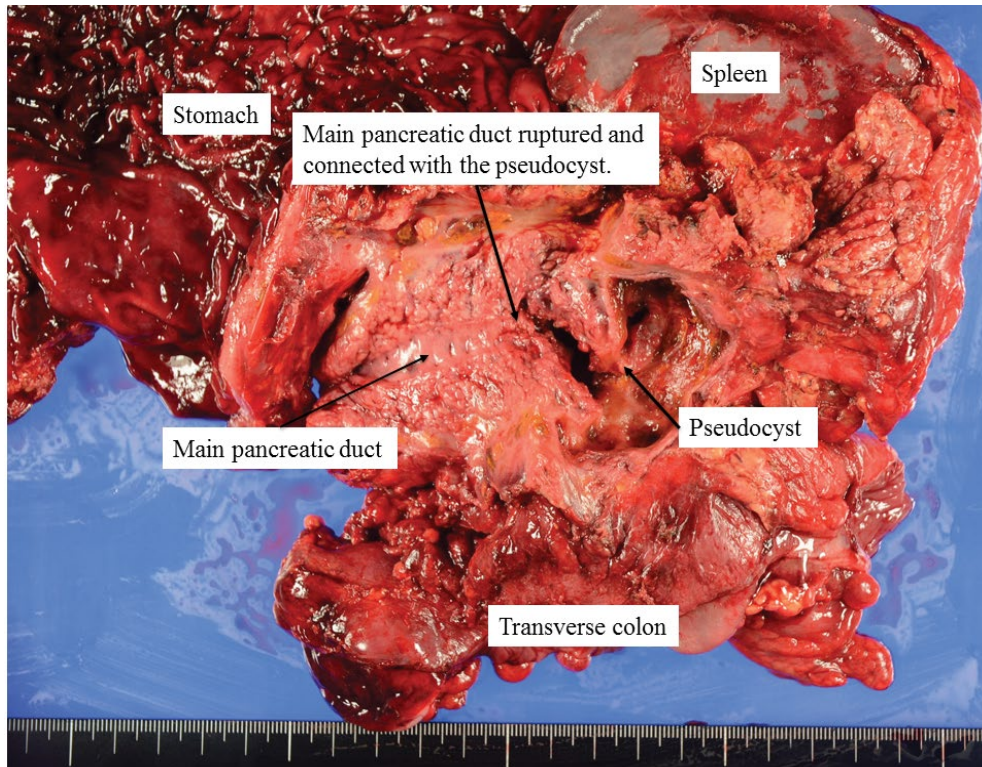 Spleen
Stomach
Main pancreatic duct ruptured and
connected with the pseudocyst.
Pseudocyst
Main pancreatic duct
Transverse colon